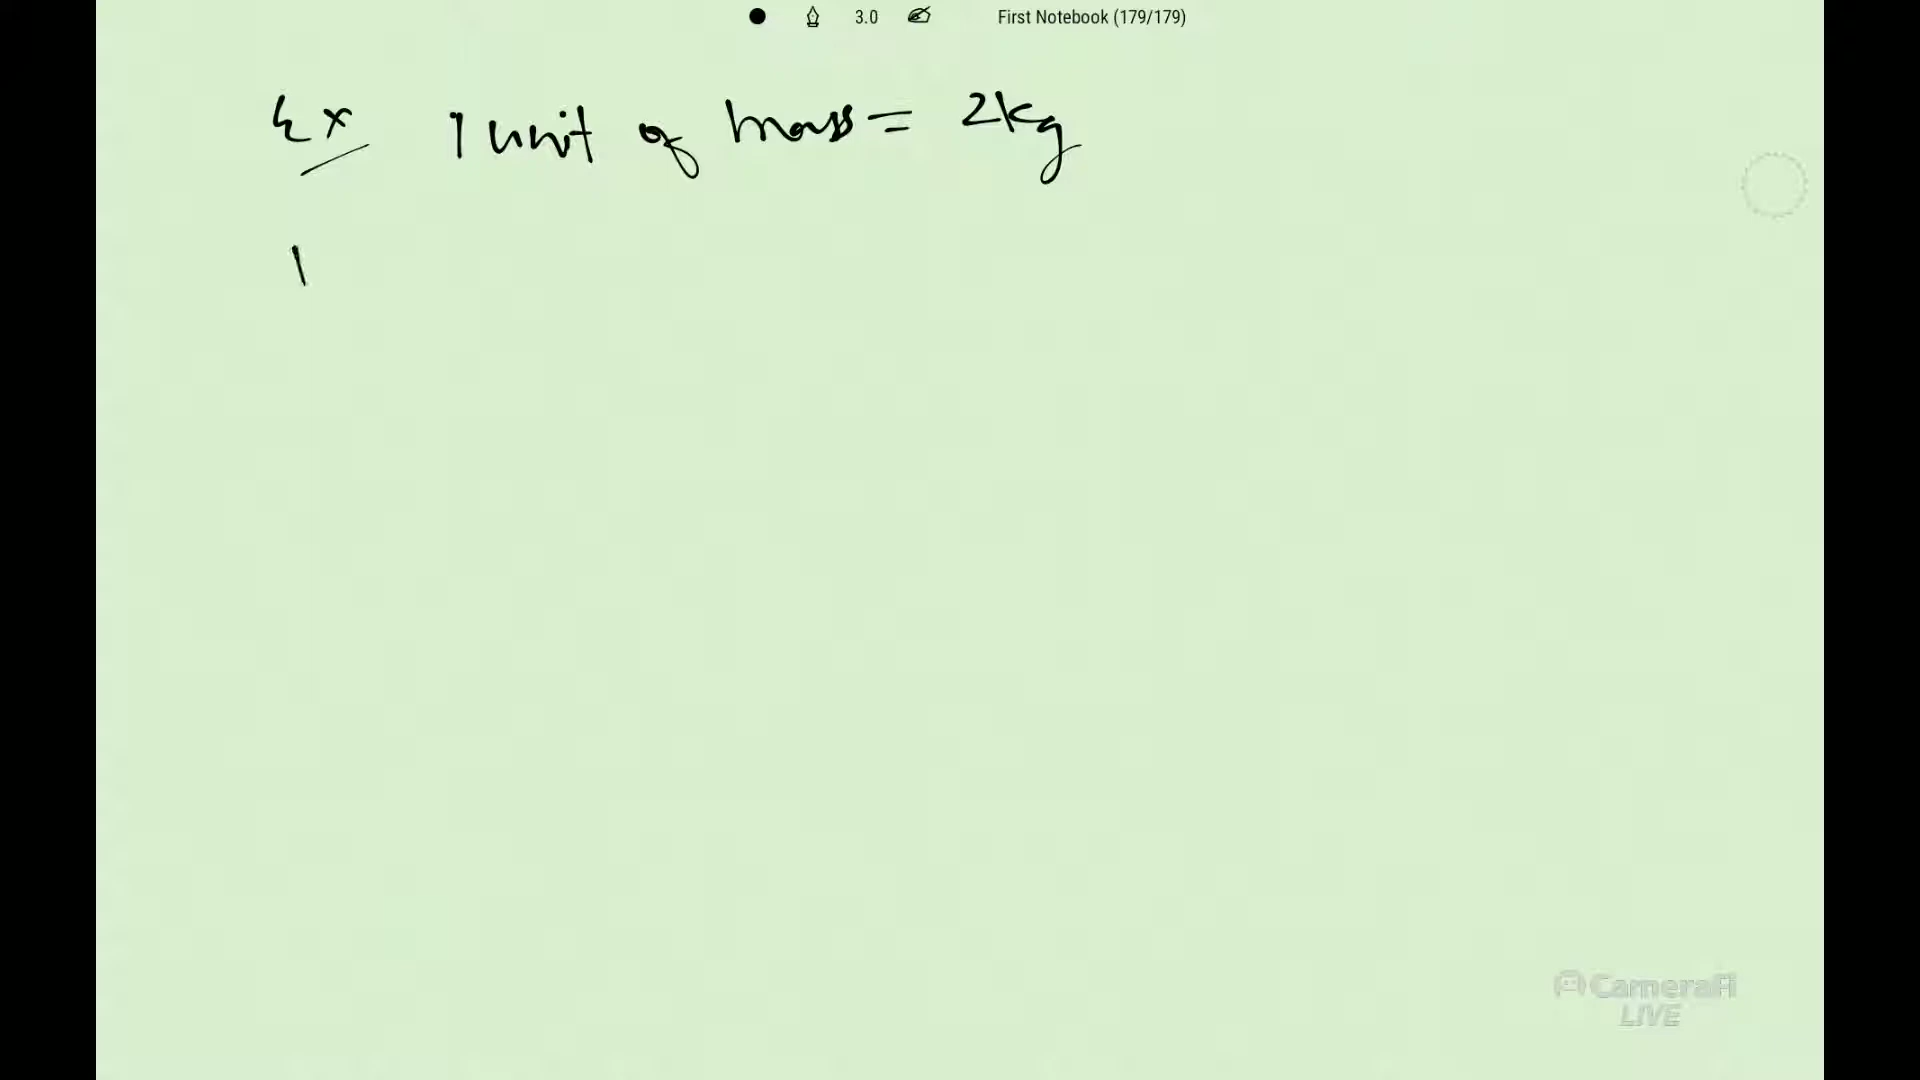 3.0 First Notebook (179/179)
Ex 1 unit of mass = 2kg
1
CameraFi
LIVE